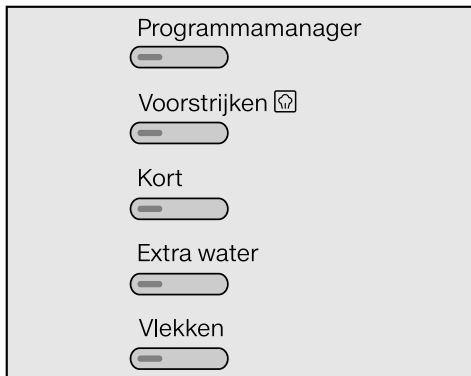 Programmamanager
Voorstrijken
Kort
Extra water
Vlekken